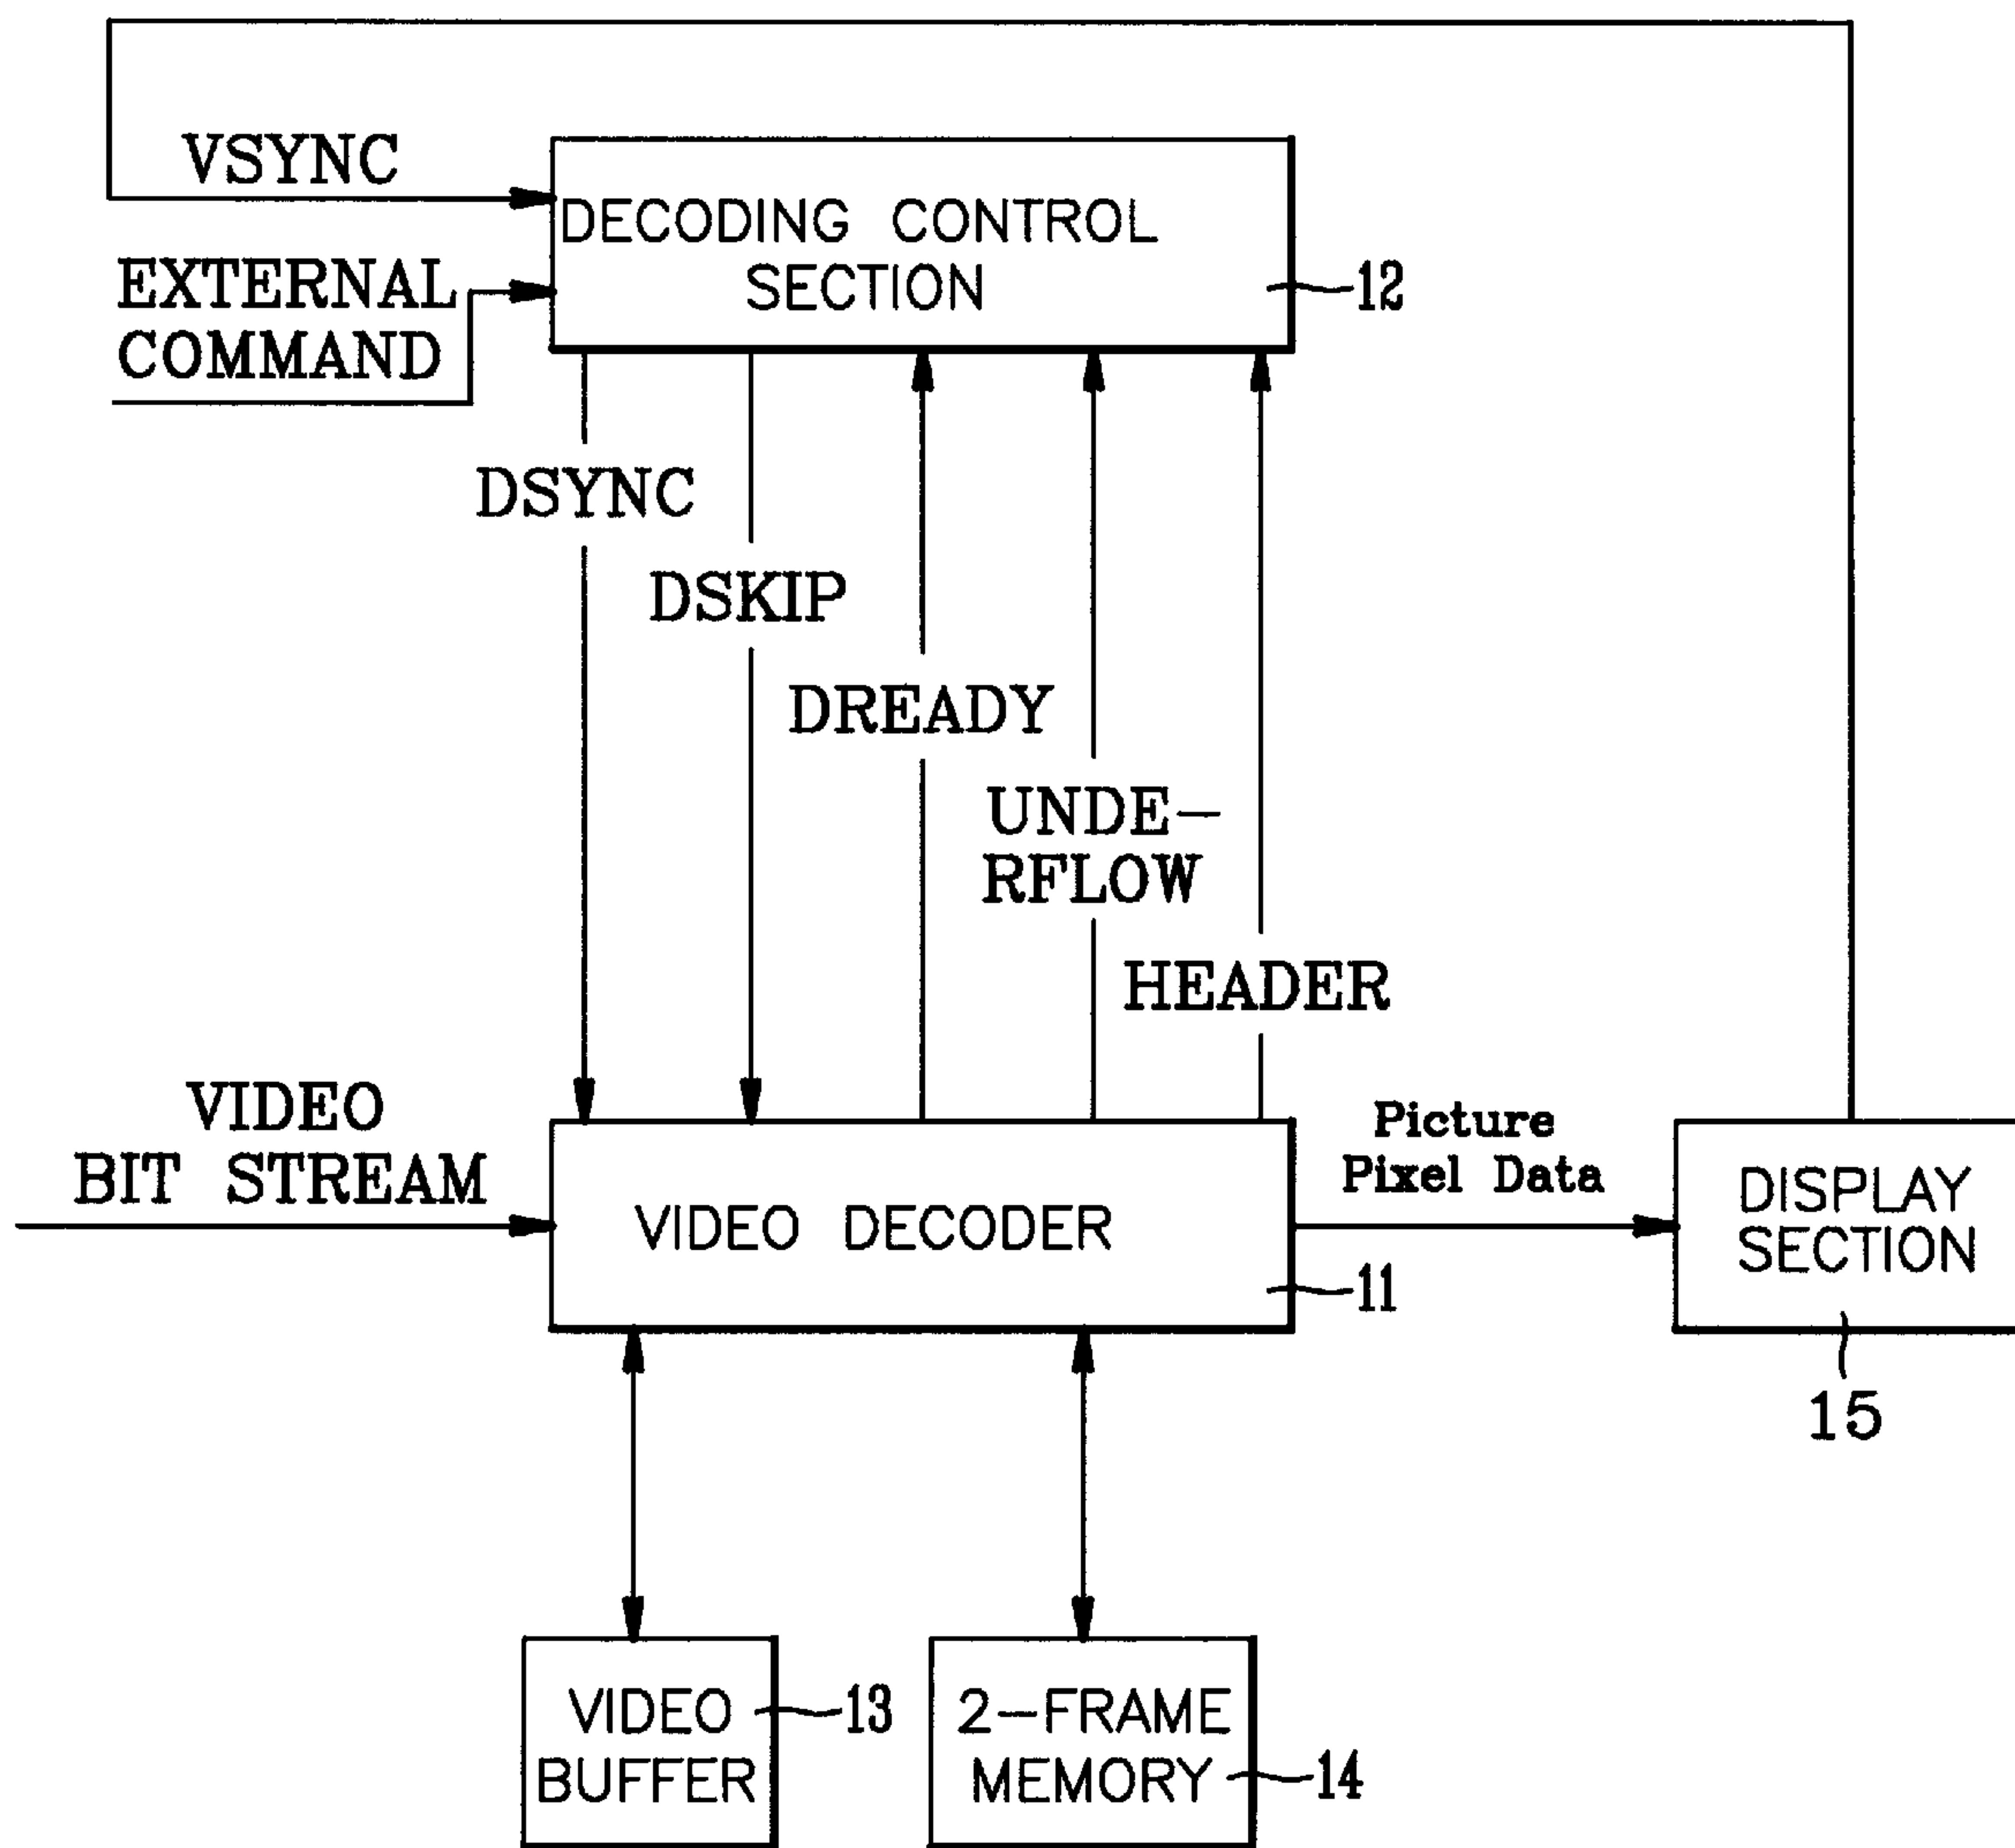 VSYNC
DECODING CONTROL
SECTION
12
EXTERNAL
COMMAND
DSYNC
DSKIP
DREADY
UNDE-
RFLOW
HEADER
VIDEO
BIT STREAM
VIDEO DECODER
11
Picture
Pixel Data
DISPLAY
SECTION
15
VIDEO
BUFFER
13
2-FRAME
MEMORY
14